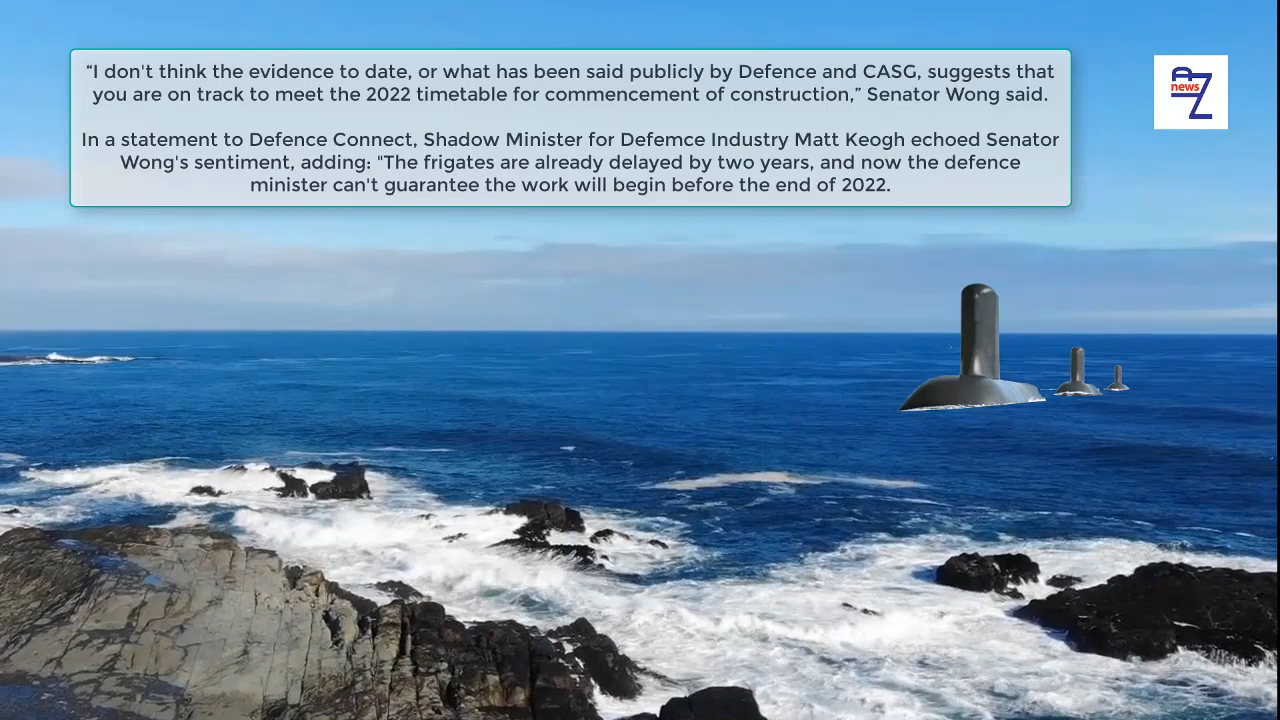 “I don't think the evidence to date, or what has been said publicly by Defence and CASG, suggests that
you are on track to meet the 2022 timetable for commencement of construction,” Senator Wong said.
In a statement to Defence Connect, Shadow Minister for Defemce Industry Matt Keogh echoed Senator
Wong's sentiment, adding: "The frigates are already delayed by two years, and now the defence
minister can't guarantee the work will begin before the end of 2022.
AZ
news